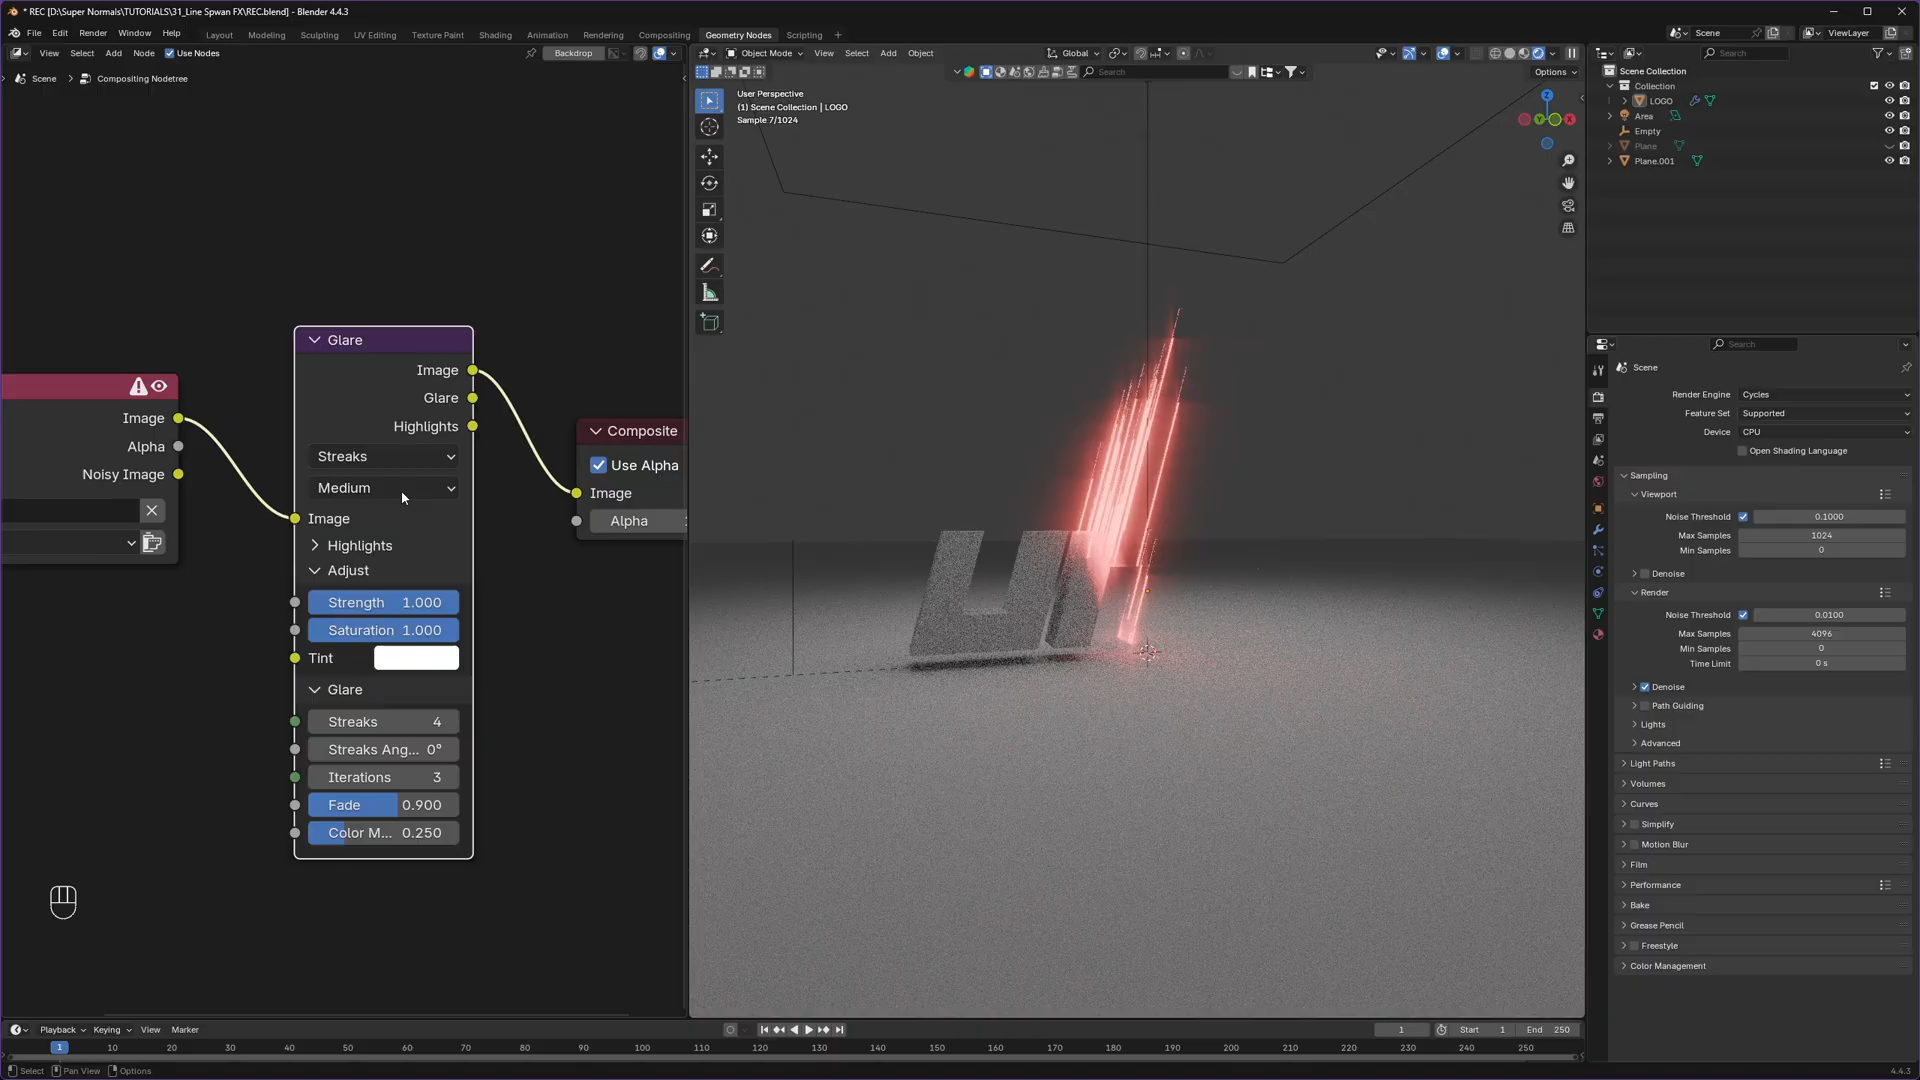 * REC [D:\Super Normals\TUTORIALS\31_Line Spwan FX\REC.blend] - Blender 4.4.3
File Edit Render Window Help Layout Modeling Sculpting UV Editing Texture Paint Shading Animation Rendering Compositing Geometry Nodes Scripting + Scene ViewLayer
View Select Add Node Use Nodes Backdrop
Object Mode View Select Add Object Global
Search
Scene > Compositing Nodetree
Search Options
User Perspective
(1) Scene Collection | LOGO
Sample 7/1024
Z
Y
X
Scene Collection
Collection
LOGO
Area
Empty
Plane
Plane.001
Glare
Image
Glare
Highlights
Streaks
Medium
Image
Highlights
Adjust
Strength 1.000
Saturation 1.000
Tint
Glare
Streaks 4
Streaks Ang... 0°
Iterations 3
Fade 0.900
Color M... 0.250
Image
Alpha
Noisy Image
Composite
Use Alpha
Image
Alpha
Search
Scene
Render Engine Cycles
Feature Set Supported
Device CPU
Open Shading Language
Sampling
Viewport
Noise Threshold 0.1000
Max Samples 1024
Min Samples 0
Denoise
Render
Noise Threshold 0.0100
Max Samples 4096
Min Samples 0
Time Limit 0 s
Denoise
Path Guiding
Lights
Advanced
Light Paths
Volumes
Curves
Simplify
Motion Blur
Film
Performance
Bake
Grease Pencil
Freestyle
Color Management
Playback Keying View Marker 1 Start 1 End 250
1 10 20 30 40 50 60 70 80 90 100 110 120 130 140 150 160 170 180 190 200 210 220 230 240 250
Select Pan View Options 4.4.3